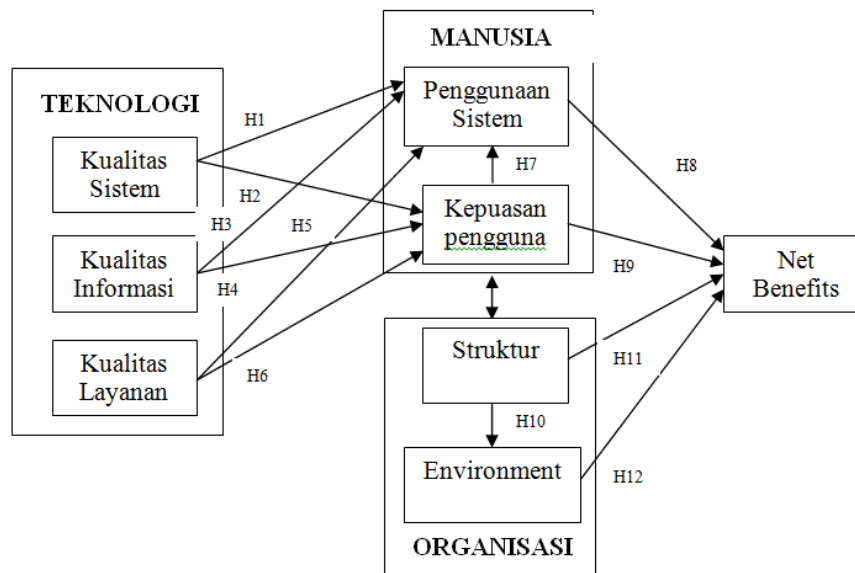 MANUSIA
TEKNOLOGI
Penggunaan
Sistem
H1
Kualitas
Sistem
H7
H8
H2
Kepuasan
pengguna
H3
H5
Kualitas
Informasi
H4
H9
Net
Benefits
Struktur
Kualitas
Layanan
H6
H11
H10
Environment
H12
ORGANISASI